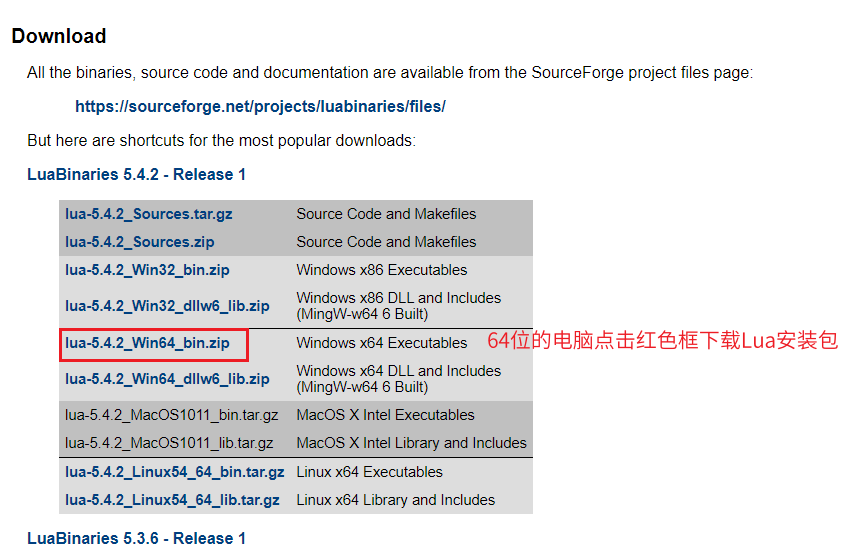 Download
All the binaries, source code and documentation are available from the SourceForge project files page:
https://sourceforge.net/projects/luabinaries/files/
But here are shortcuts for the most popular downloads:
LuaBinaries 5.4.2 - Release 1
lua-5.4.2_Sources.tar.gz Source Code and Makefiles
lua-5.4.2_Sources.zip Source Code and Makefiles
lua-5.4.2_Win32_bin.zip Windows x86 Executables
lua-5.4.2_Win32_dllw6_lib.zip Windows x86 DLL and Includes
(MingW-w64 6 Built)
lua-5.4.2_Win64_bin.zip Windows x64 Executables 64位的电脑点击红色框下载Lua安装包
lua-5.4.2_Win64_dllw6_lib.zip Windows x64 DLL and Includes
(MingW-w64 6 Built)
lua-5.4.2_MacOS1011_bin.tar.gz MacOS X Intel Executables
lua-5.4.2_MacOS1011_lib.tar.gz MacOS X Intel Library and Includes
lua-5.4.2_Linux54_64_bin.tar.gz Linux x64 Executables
lua-5.4.2_Linux54_64_lib.tar.gz Linux x64 Library and Includes
LuaBinaries 5.3.6 - Release 1